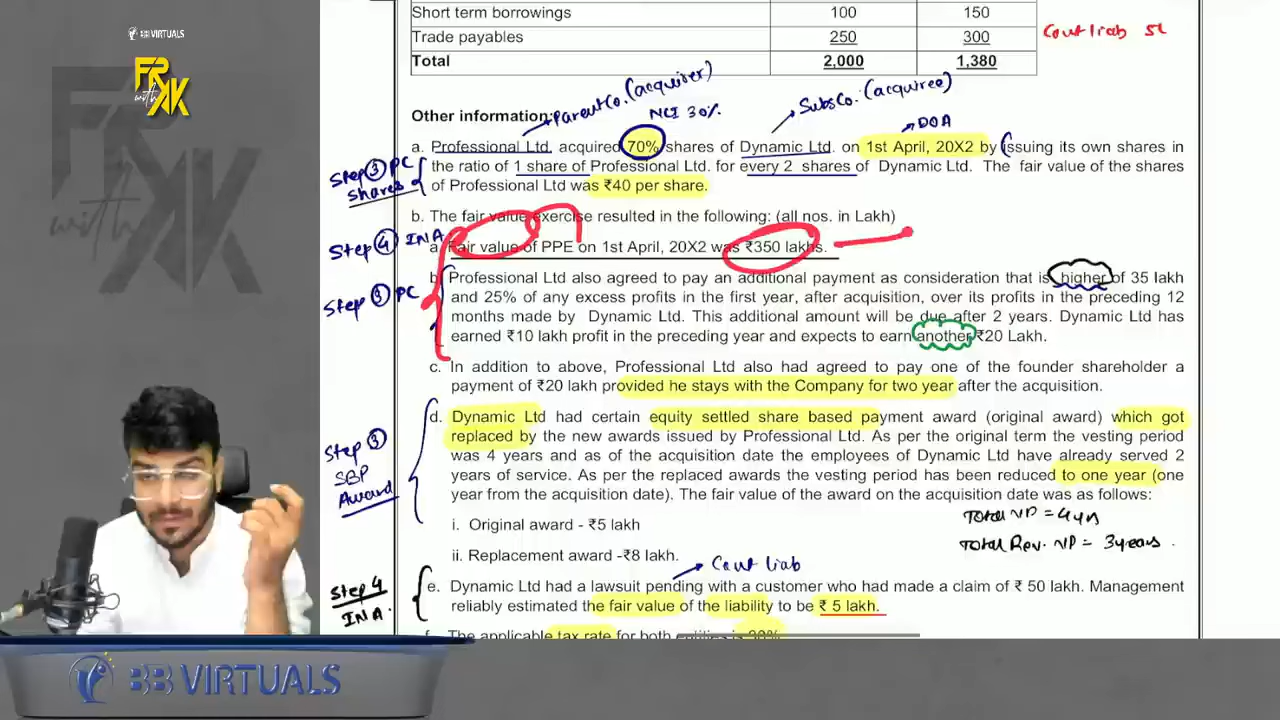 BB VIRTUALS
FR
with
AK
FR
with
AK
Short term borrowings 100 150
Trade payables 250 300
Cont liab 5L
Total 2,000 1,380
Other information:
Parent Co. (acquirer)
NCI 30%
Subs Co. (acquiree)
DOA
a. Professional Ltd. acquired 70% shares of Dynamic Ltd. on 1st April, 20X2 by issuing its own shares in
the ratio of 1 share of Professional Ltd. for every 2 shares of Dynamic Ltd. The fair value of the shares
of Professional Ltd was ₹40 per share.
Step ③ PC
Shares
b. The fair value exercise resulted in the following: (all nos. in Lakh)
Step ④ INA
a. Fair value of PPE on 1st April, 20X2 was ₹350 lakhs.
Step ③ PC
b. Professional Ltd also agreed to pay an additional payment as consideration that is higher of 35 lakh
and 25% of any excess profits in the first year, after acquisition, over its profits in the preceding 12
months made by Dynamic Ltd. This additional amount will be due after 2 years. Dynamic Ltd has
earned ₹10 lakh profit in the preceding year and expects to earn another ₹20 Lakh.
c. In addition to above, Professional Ltd also had agreed to pay one of the founder shareholder a
payment of ₹20 lakh provided he stays with the Company for two year after the acquisition.
Step ③
SBP
Award
d. Dynamic Ltd had certain equity settled share based payment award (original award) which got
replaced by the new awards issued by Professional Ltd. As per the original term the vesting period
was 4 years and as of the acquisition date the employees of Dynamic Ltd have already served 2
years of service. As per the replaced awards the vesting period has been reduced to one year (one
year from the acquisition date). The fair value of the award on the acquisition date was as follows:
Total VP = 4 yrs
Total Rev. VP = 3 years.
i. Original award - ₹5 lakh
ii. Replacement award -₹8 lakh.
Cont liab
Step 4
INA
e. Dynamic Ltd had a lawsuit pending with a customer who had made a claim of ₹ 50 lakh. Management
reliably estimated the fair value of the liability to be ₹ 5 lakh.
f. The applicable tax rate for both entities is 30%.
BB VIRTUALS